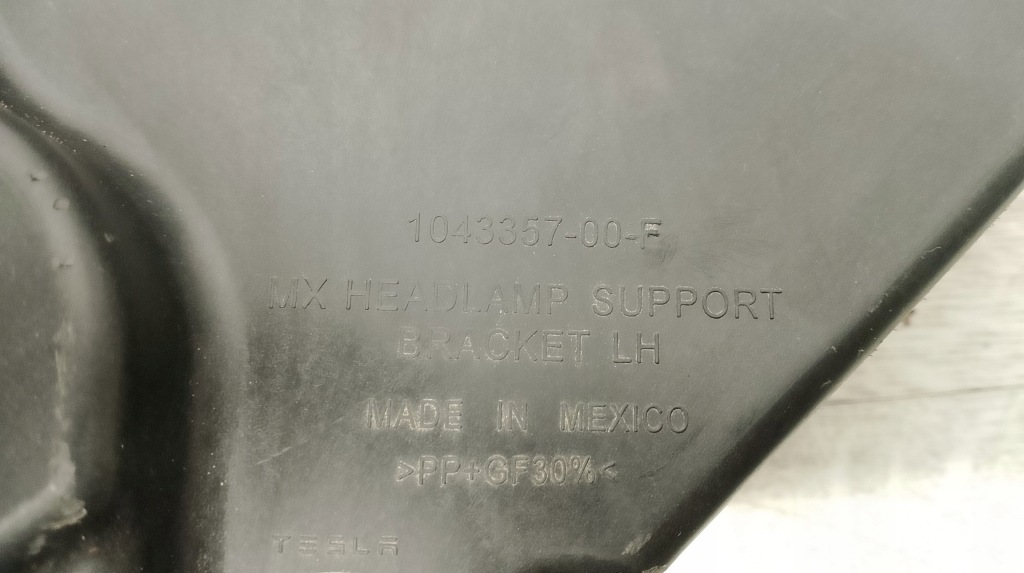 1043357-00-F
MX HEADLAMP SUPPORT
BRACKET LH
MADE IN MEXICO
>PP+GF30%<
TESLA